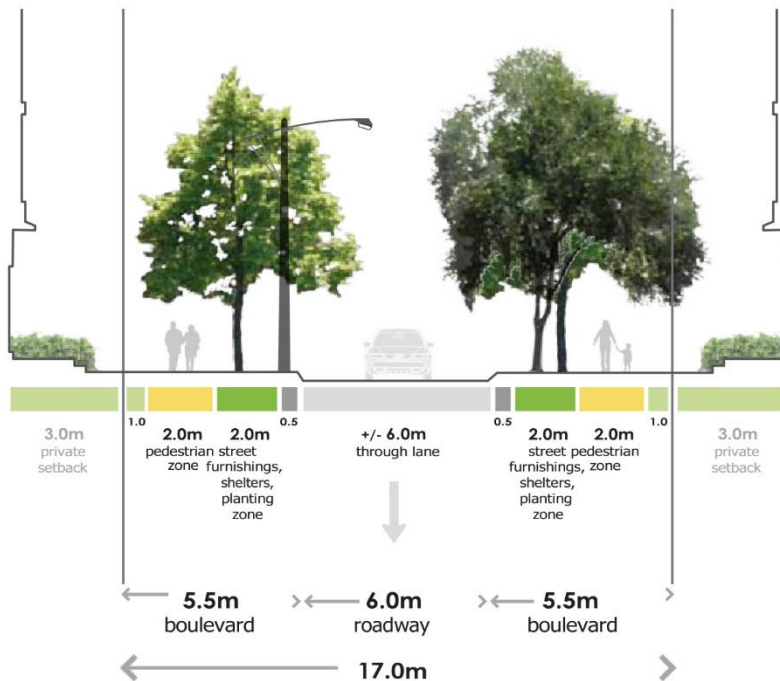 3.0m
private
setback
1.0
2.0m
pedestrian
zone
2.0m
street
furnishings,
shelters,
planting
zone
0.5
+/- 6.0m
through lane
0.5
2.0m
street
furnishings,
shelters,
planting
zone
2.0m
pedestrian
zone
1.0
3.0m
private
setback
5.5m
boulevard
6.0m
roadway
5.5m
boulevard
17.0m